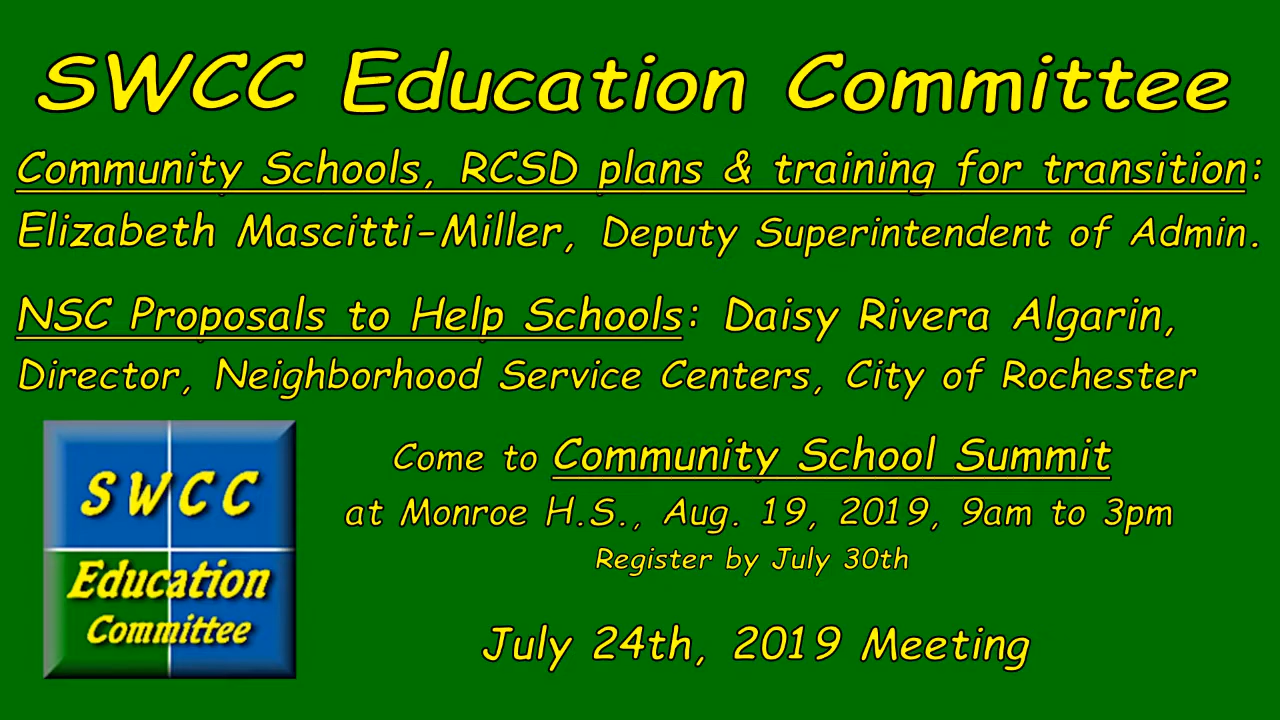 SWCC Education Committee
Community Schools, RCSD plans & training for transition:
Elizabeth Mascitti-Miller, Deputy Superintendent of Admin.
NSC Proposals to Help Schools: Daisy Rivera Algarin,
Director, Neighborhood Service Centers, City of Rochester
Come to Community School Summit
at Monroe H.S., Aug. 19, 2019, 9am to 3pm
Register by July 30th
July 24th, 2019 Meeting
SWCC
Education
Committee